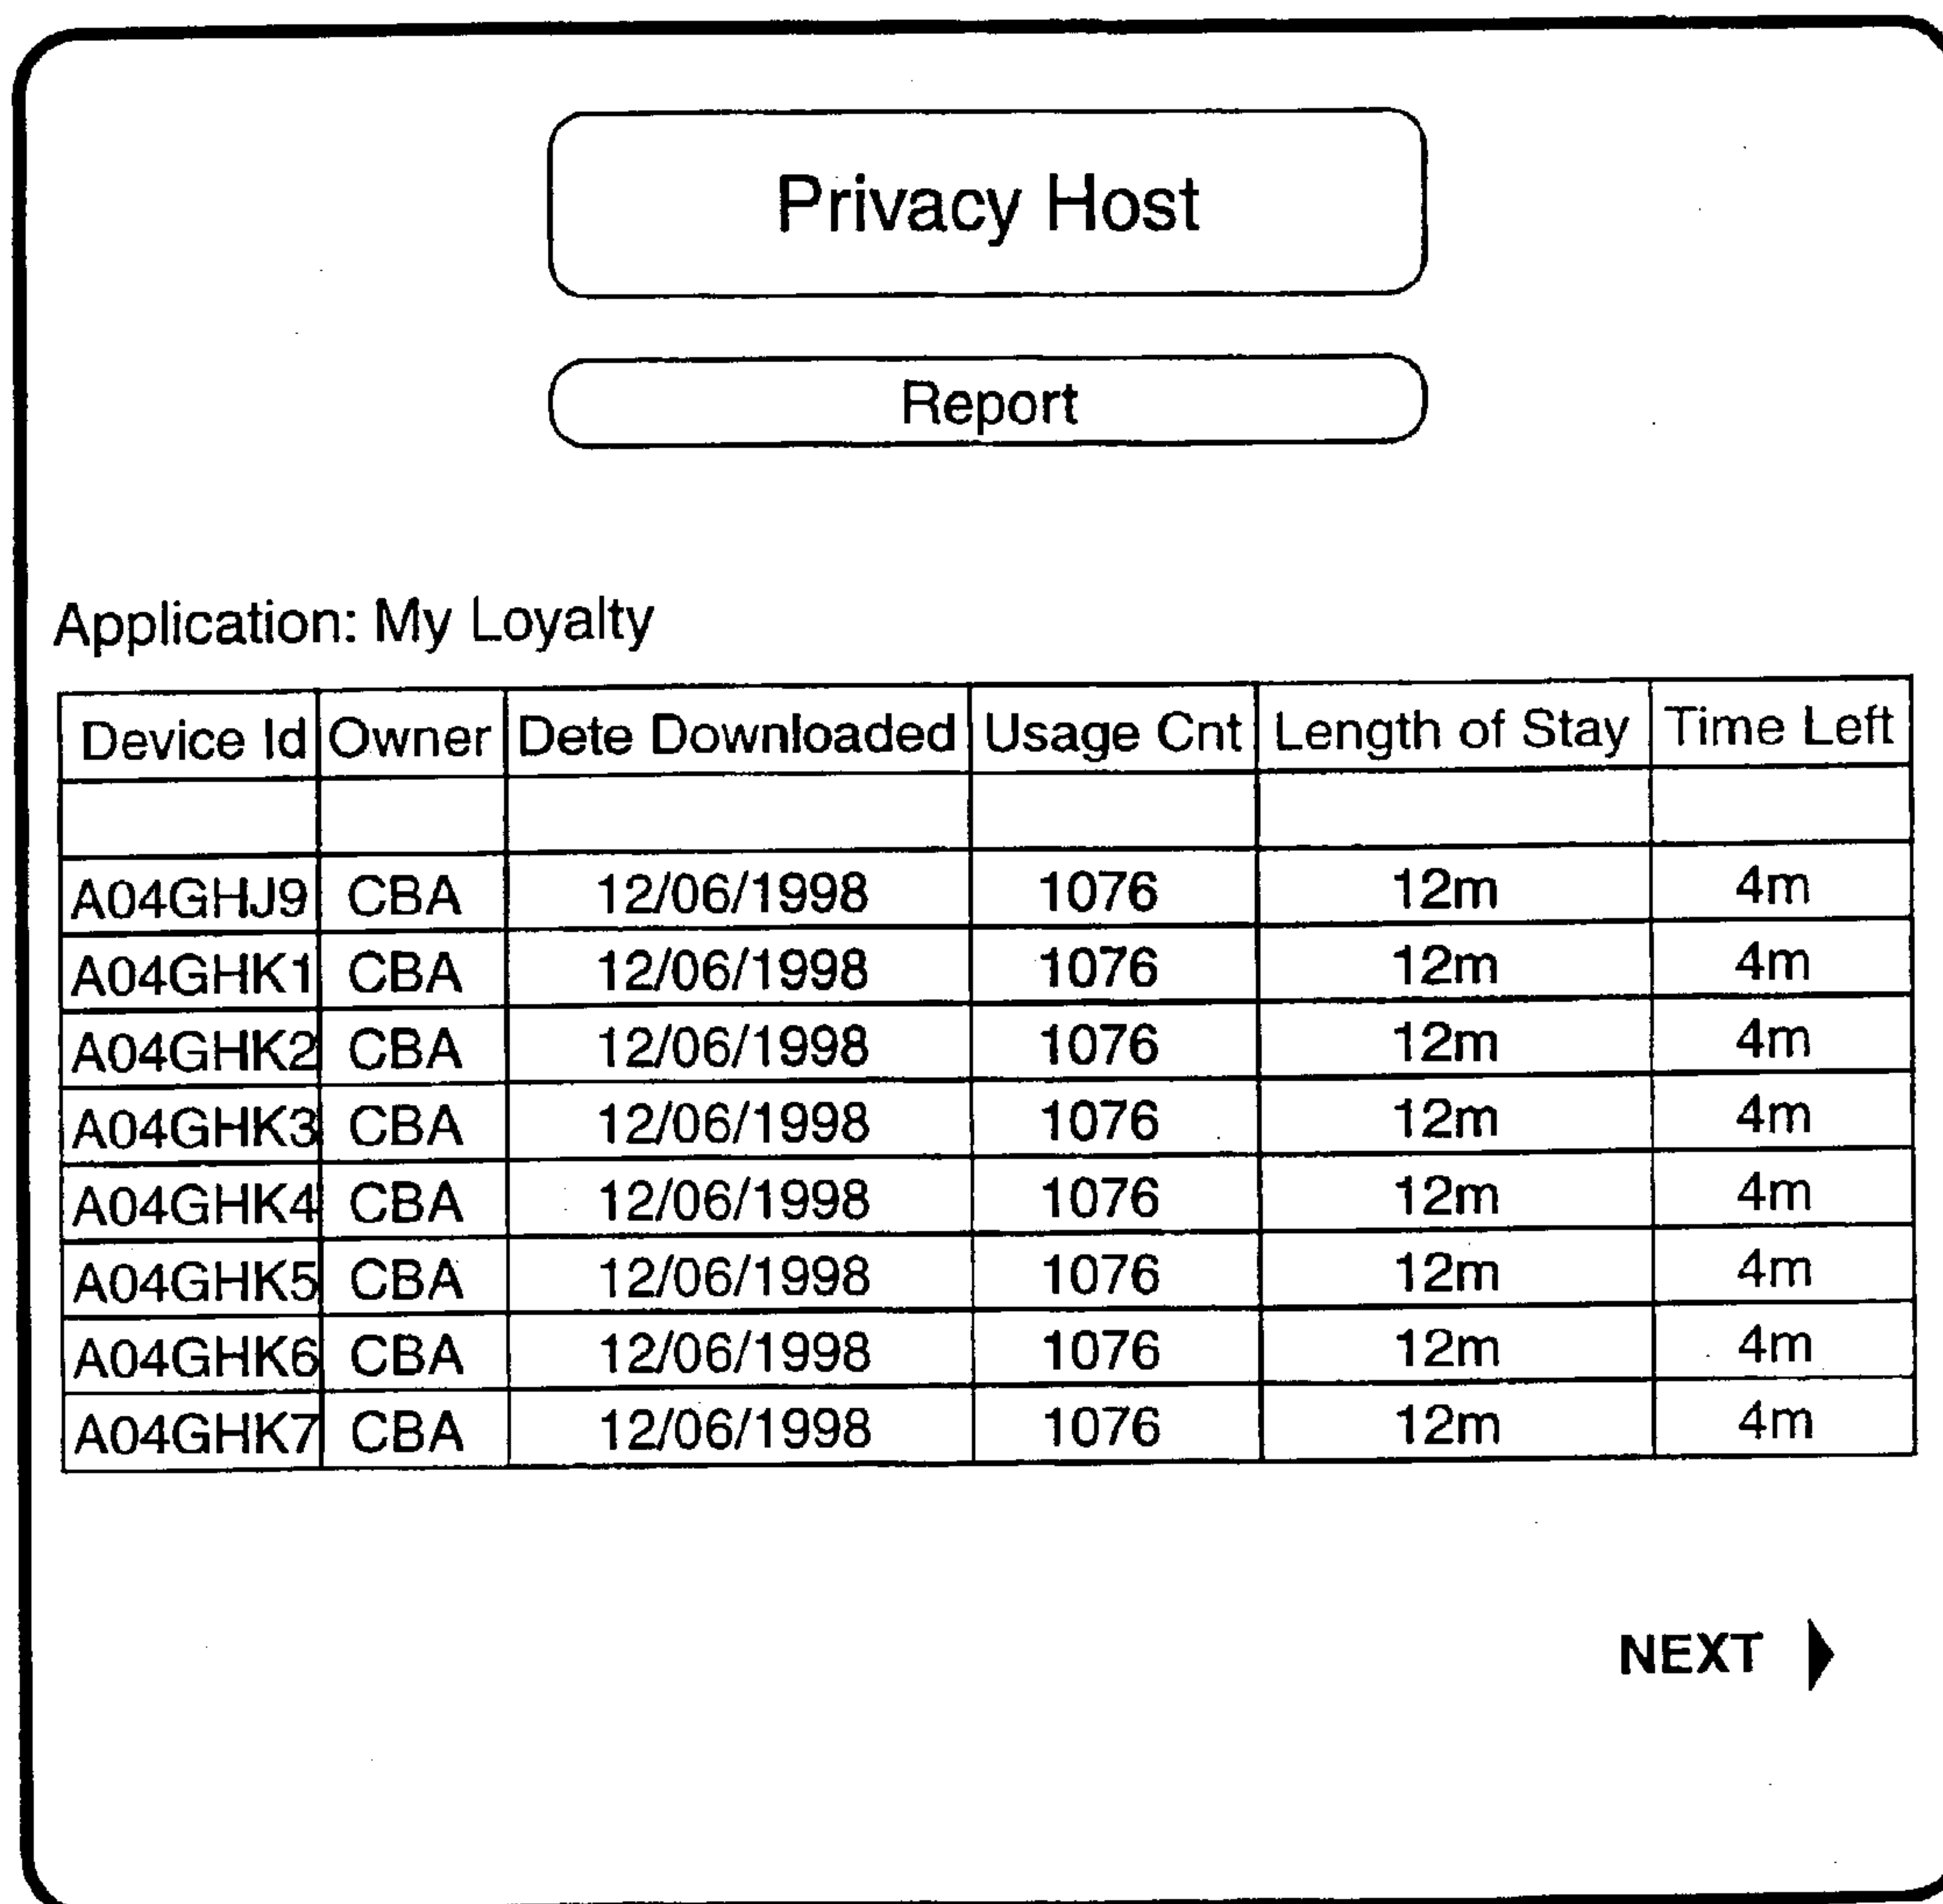 Privacy Host
Report
Application: My Loyalty
Device Id Owner Dete Downloaded Usage Cnt Length of Stay Time Left
A04GHJ9 CBA 12/06/1998 1076 12m 4m
A04GHK1 CBA 12/06/1998 1076 12m 4m
A04GHK2 CBA 12/06/1998 1076 12m 4m
A04GHK3 CBA 12/06/1998 1076 12m 4m
A04GHK4 CBA 12/06/1998 1076 12m 4m
A04GHK5 CBA 12/06/1998 1076 12m 4m
A04GHK6 CBA 12/06/1998 1076 12m 4m
A04GHK7 CBA 12/06/1998 1076 12m 4m
NEXT